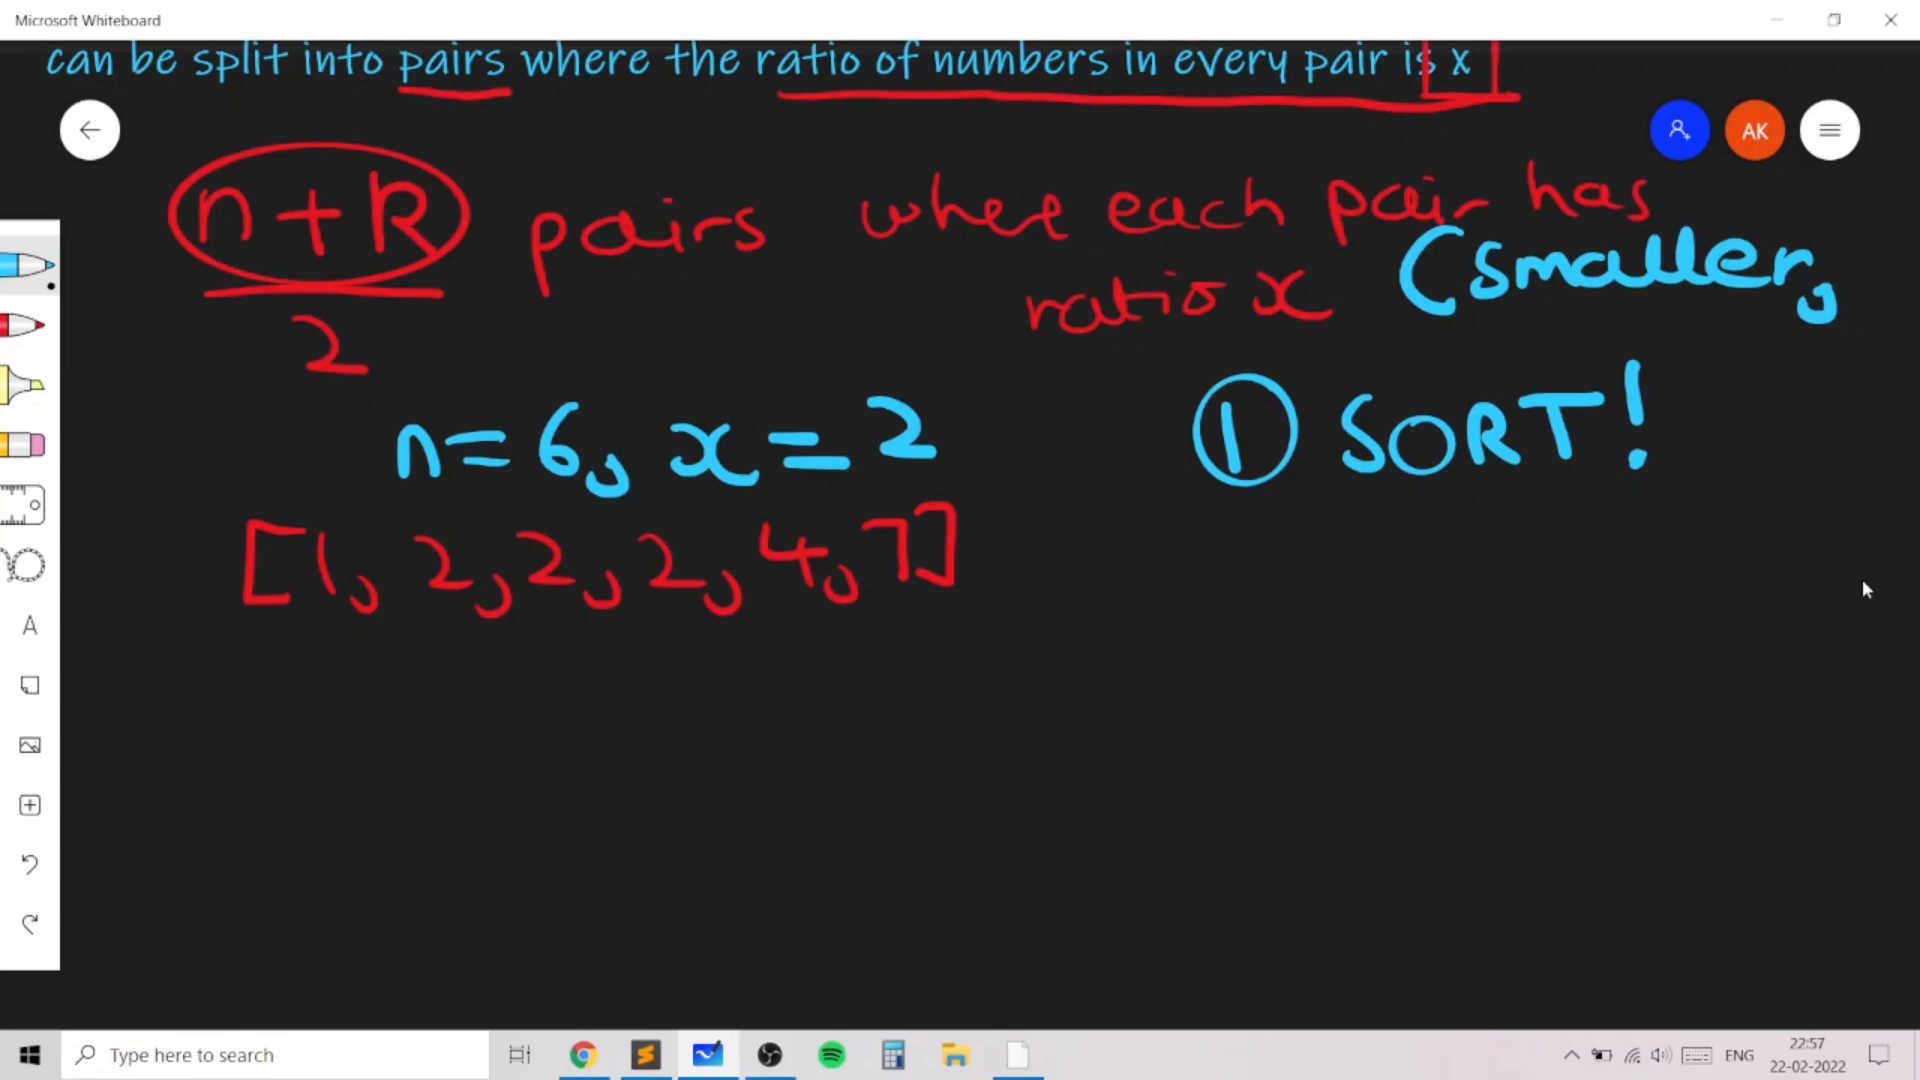 Microsoft Whiteboard
can be split into pairs where the ratio of numbers in every pair is x
AK
n+R pairs where each pair has
2
ratio x (smaller,
n=6, x=2
① SORT!
[1, 2, 2, 2, 4, 7]
A
Type here to search
ENG
22:57
22-02-2022